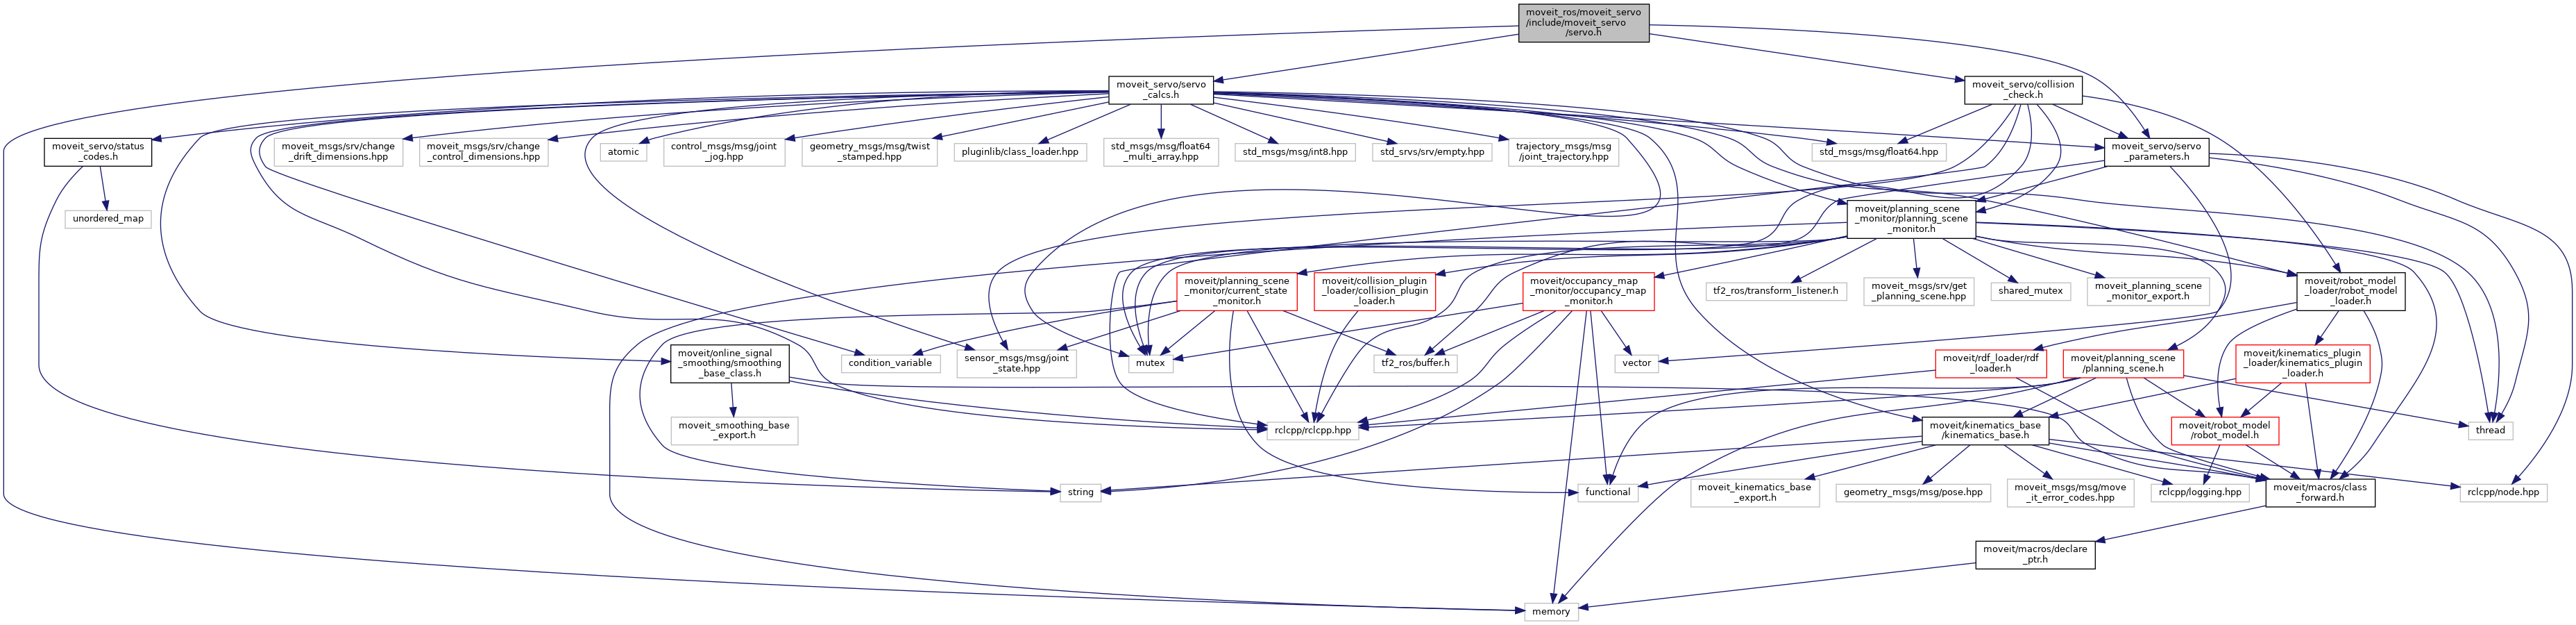 moveit_ros/moveit_servo
/include/moveit_servo
/servo.h
moveit_servo/servo
_calcs.h
moveit_servo/collision
_check.h
moveit_servo/status
_codes.h
moveit_msgs/srv/change
_drift_dimensions.hpp
moveit_msgs/srv/change
_control_dimensions.hpp
atomic
control_msgs/msg/joint
_jog.hpp
geometry_msgs/msg/twist
_stamped.hpp
pluginlib/class_loader.hpp
std_msgs/msg/float64
_multi_array.hpp
std_msgs/msg/int8.hpp
std_srvs/srv/empty.hpp
trajectory_msgs/msg
/joint_trajectory.hpp
std_msgs/msg/float64.hpp
moveit_servo/servo
_parameters.h
unordered_map
moveit/planning_scene
_monitor/planning_scene
_monitor.h
moveit/planning_scene
_monitor/current_state
_monitor.h
moveit/collision_plugin
_loader/collision_plugin
_loader.h
moveit/occupancy_map
_monitor/occupancy_map
_monitor.h
tf2_ros/transform_listener.h
moveit_msgs/srv/get
_planning_scene.hpp
shared_mutex
moveit_planning_scene
_monitor_export.h
moveit/robot_model
_loader/robot_model
_loader.h
moveit/online_signal
_smoothing/smoothing
_base_class.h
condition_variable
sensor_msgs/msg/joint
_state.hpp
mutex
tf2_ros/buffer.h
vector
moveit/rdf_loader/rdf
_loader.h
moveit/planning_scene
/planning_scene.h
moveit/kinematics_plugin
_loader/kinematics_plugin
_loader.h
moveit_smoothing_base
_export.h
rclcpp/rclcpp.hpp
moveit/kinematics_base
/kinematics_base.h
moveit/robot_model
/robot_model.h
thread
string
functional
moveit_kinematics_base
_export.h
geometry_msgs/msg/pose.hpp
moveit_msgs/msg/move
_it_error_codes.hpp
rclcpp/logging.hpp
moveit/macros/class
_forward.h
rclcpp/node.hpp
moveit/macros/declare
_ptr.h
memory